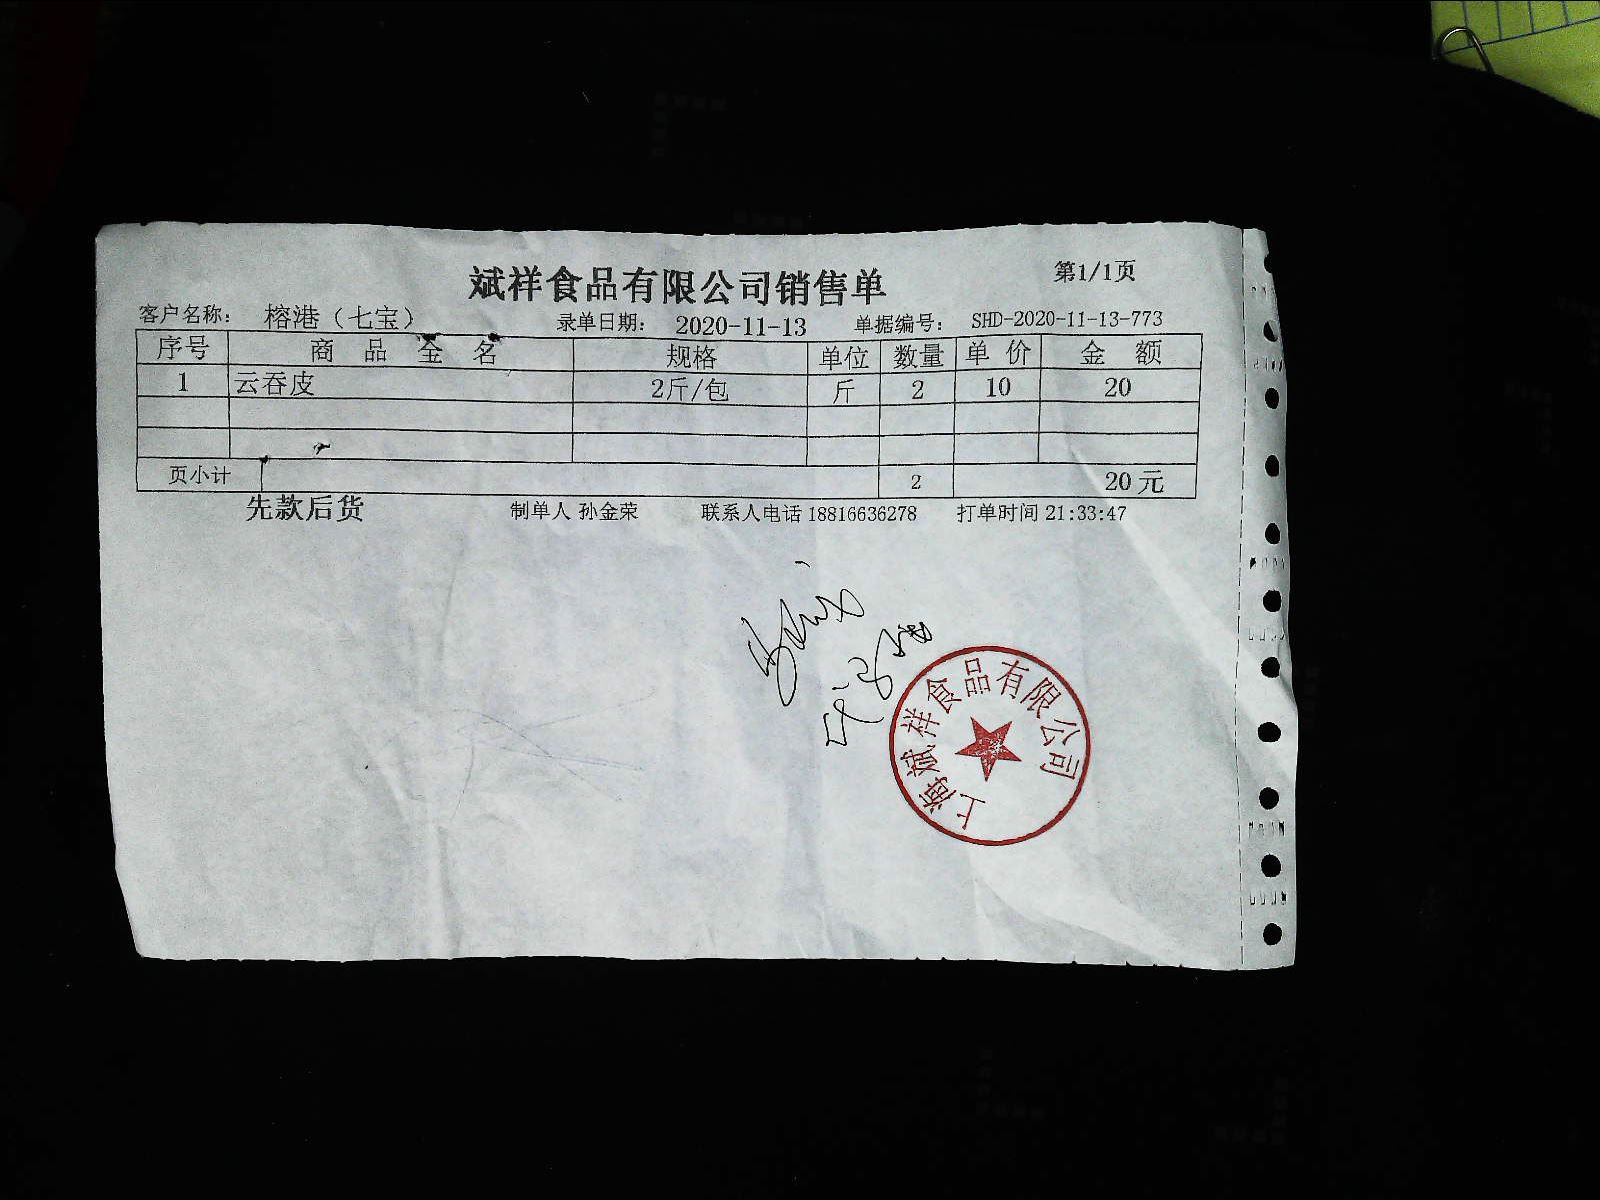 斌祥食品有限公司销售单
第1/1页
客户名称： 榕港（七宝） 录单日期： 2020-11-13 单据编号： SHD-2020-11-13-773
序号 商品全名 规格 单位 数量 单价 金额
1 云吞皮 2斤/包 斤 2 10 20
页小计 2 20元
先款后货 制单人 孙金荣 联系人电话 18816636278 打单时间 21:33:47
上海斌祥食品有限公司